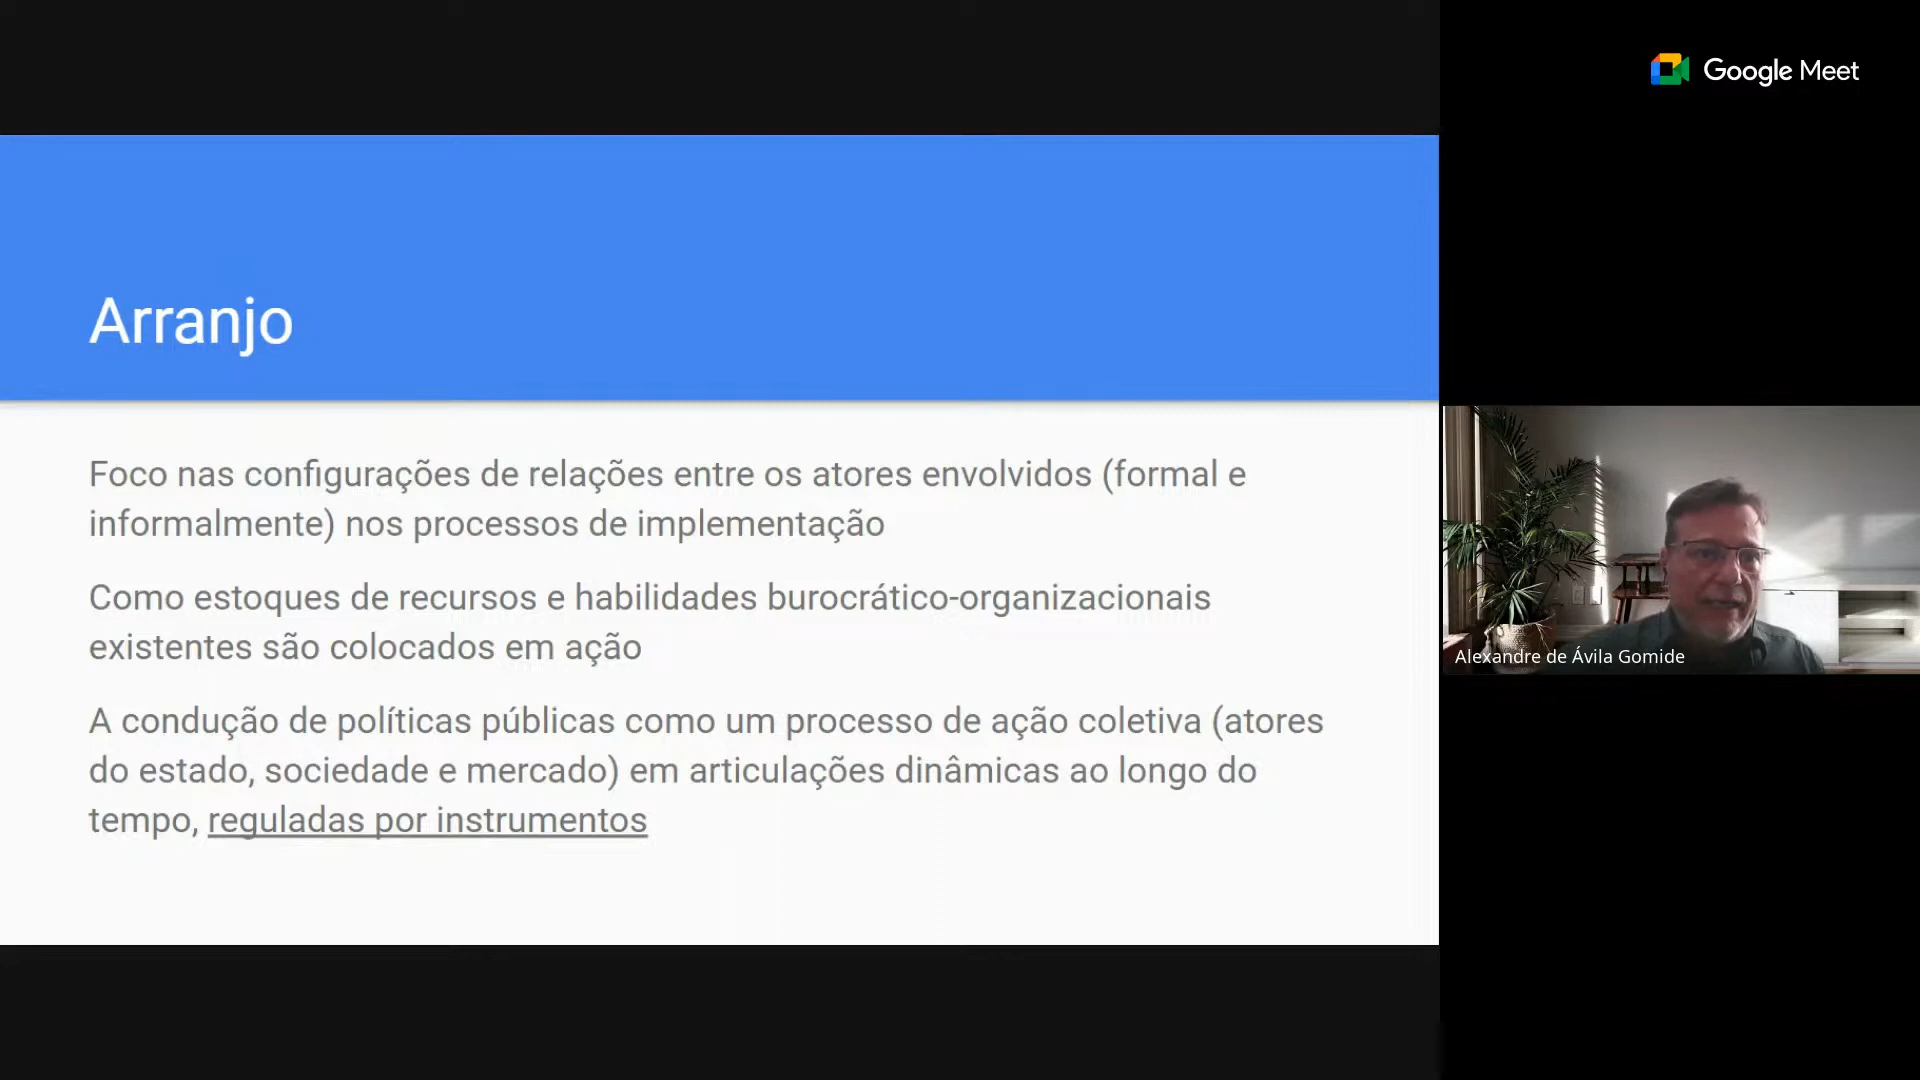 Google Meet
Arranjo
Foco nas configurações de relações entre os atores envolvidos (formal e
informalmente) nos processos de implementação
Como estoques de recursos e habilidades burocrático-organizacionais
existentes são colocados em ação
A condução de políticas públicas como um processo de ação coletiva (atores
do estado, sociedade e mercado) em articulações dinâmicas ao longo do
tempo, reguladas por instrumentos
Alexandre de Ávila Gomide